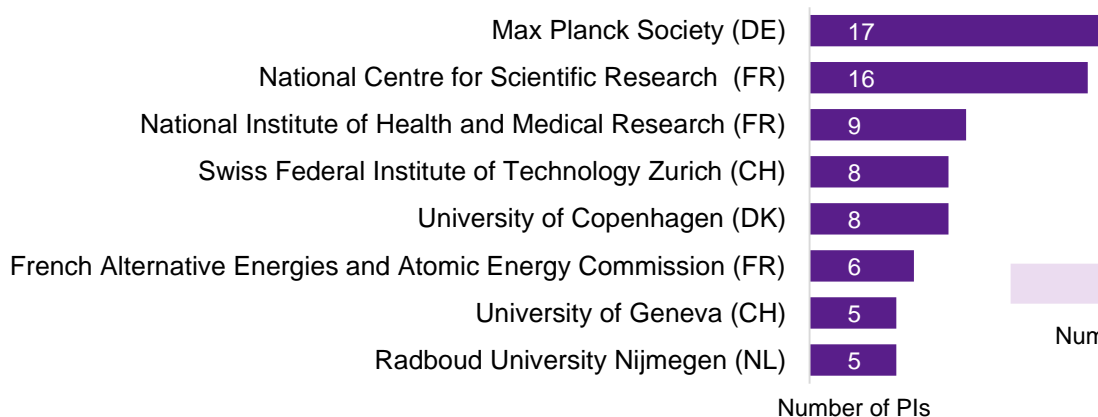 Max Planck Society (DE) 17
National Centre for Scientific Research (FR) 16
National Institute of Health and Medical Research (FR) 9
Swiss Federal Institute of Technology Zurich (CH) 8
University of Copenhagen (DK) 8
French Alternative Energies and Atomic Energy Commission (FR) 6
University of Geneva (CH) 5
Radboud University Nijmegen (NL) 5
Num
Number of PIs